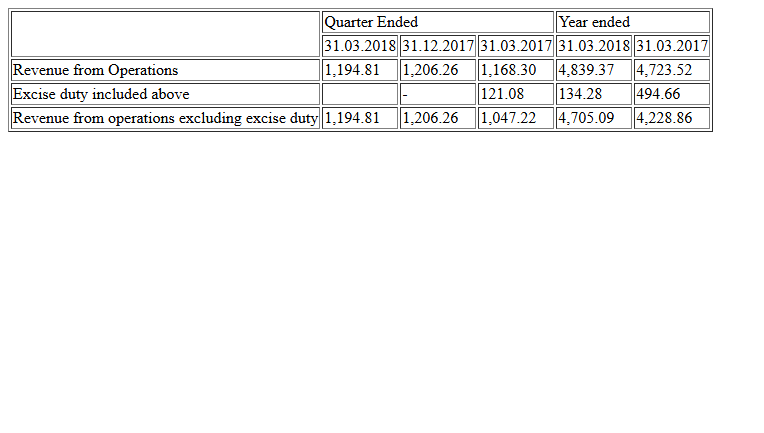 Quarter Ended Year ended
31.03.2018 31.12.2017 31.03.2017 31.03.2018 31.03.2017
Revenue from Operations 1,194.81 1,206.26 1,168.30 4,839.37 4,723.52
Excise duty included above - 121.08 134.28 494.66
Revenue from operations excluding excise duty 1,194.81 1,206.26 1,047.22 4,705.09 4,228.86